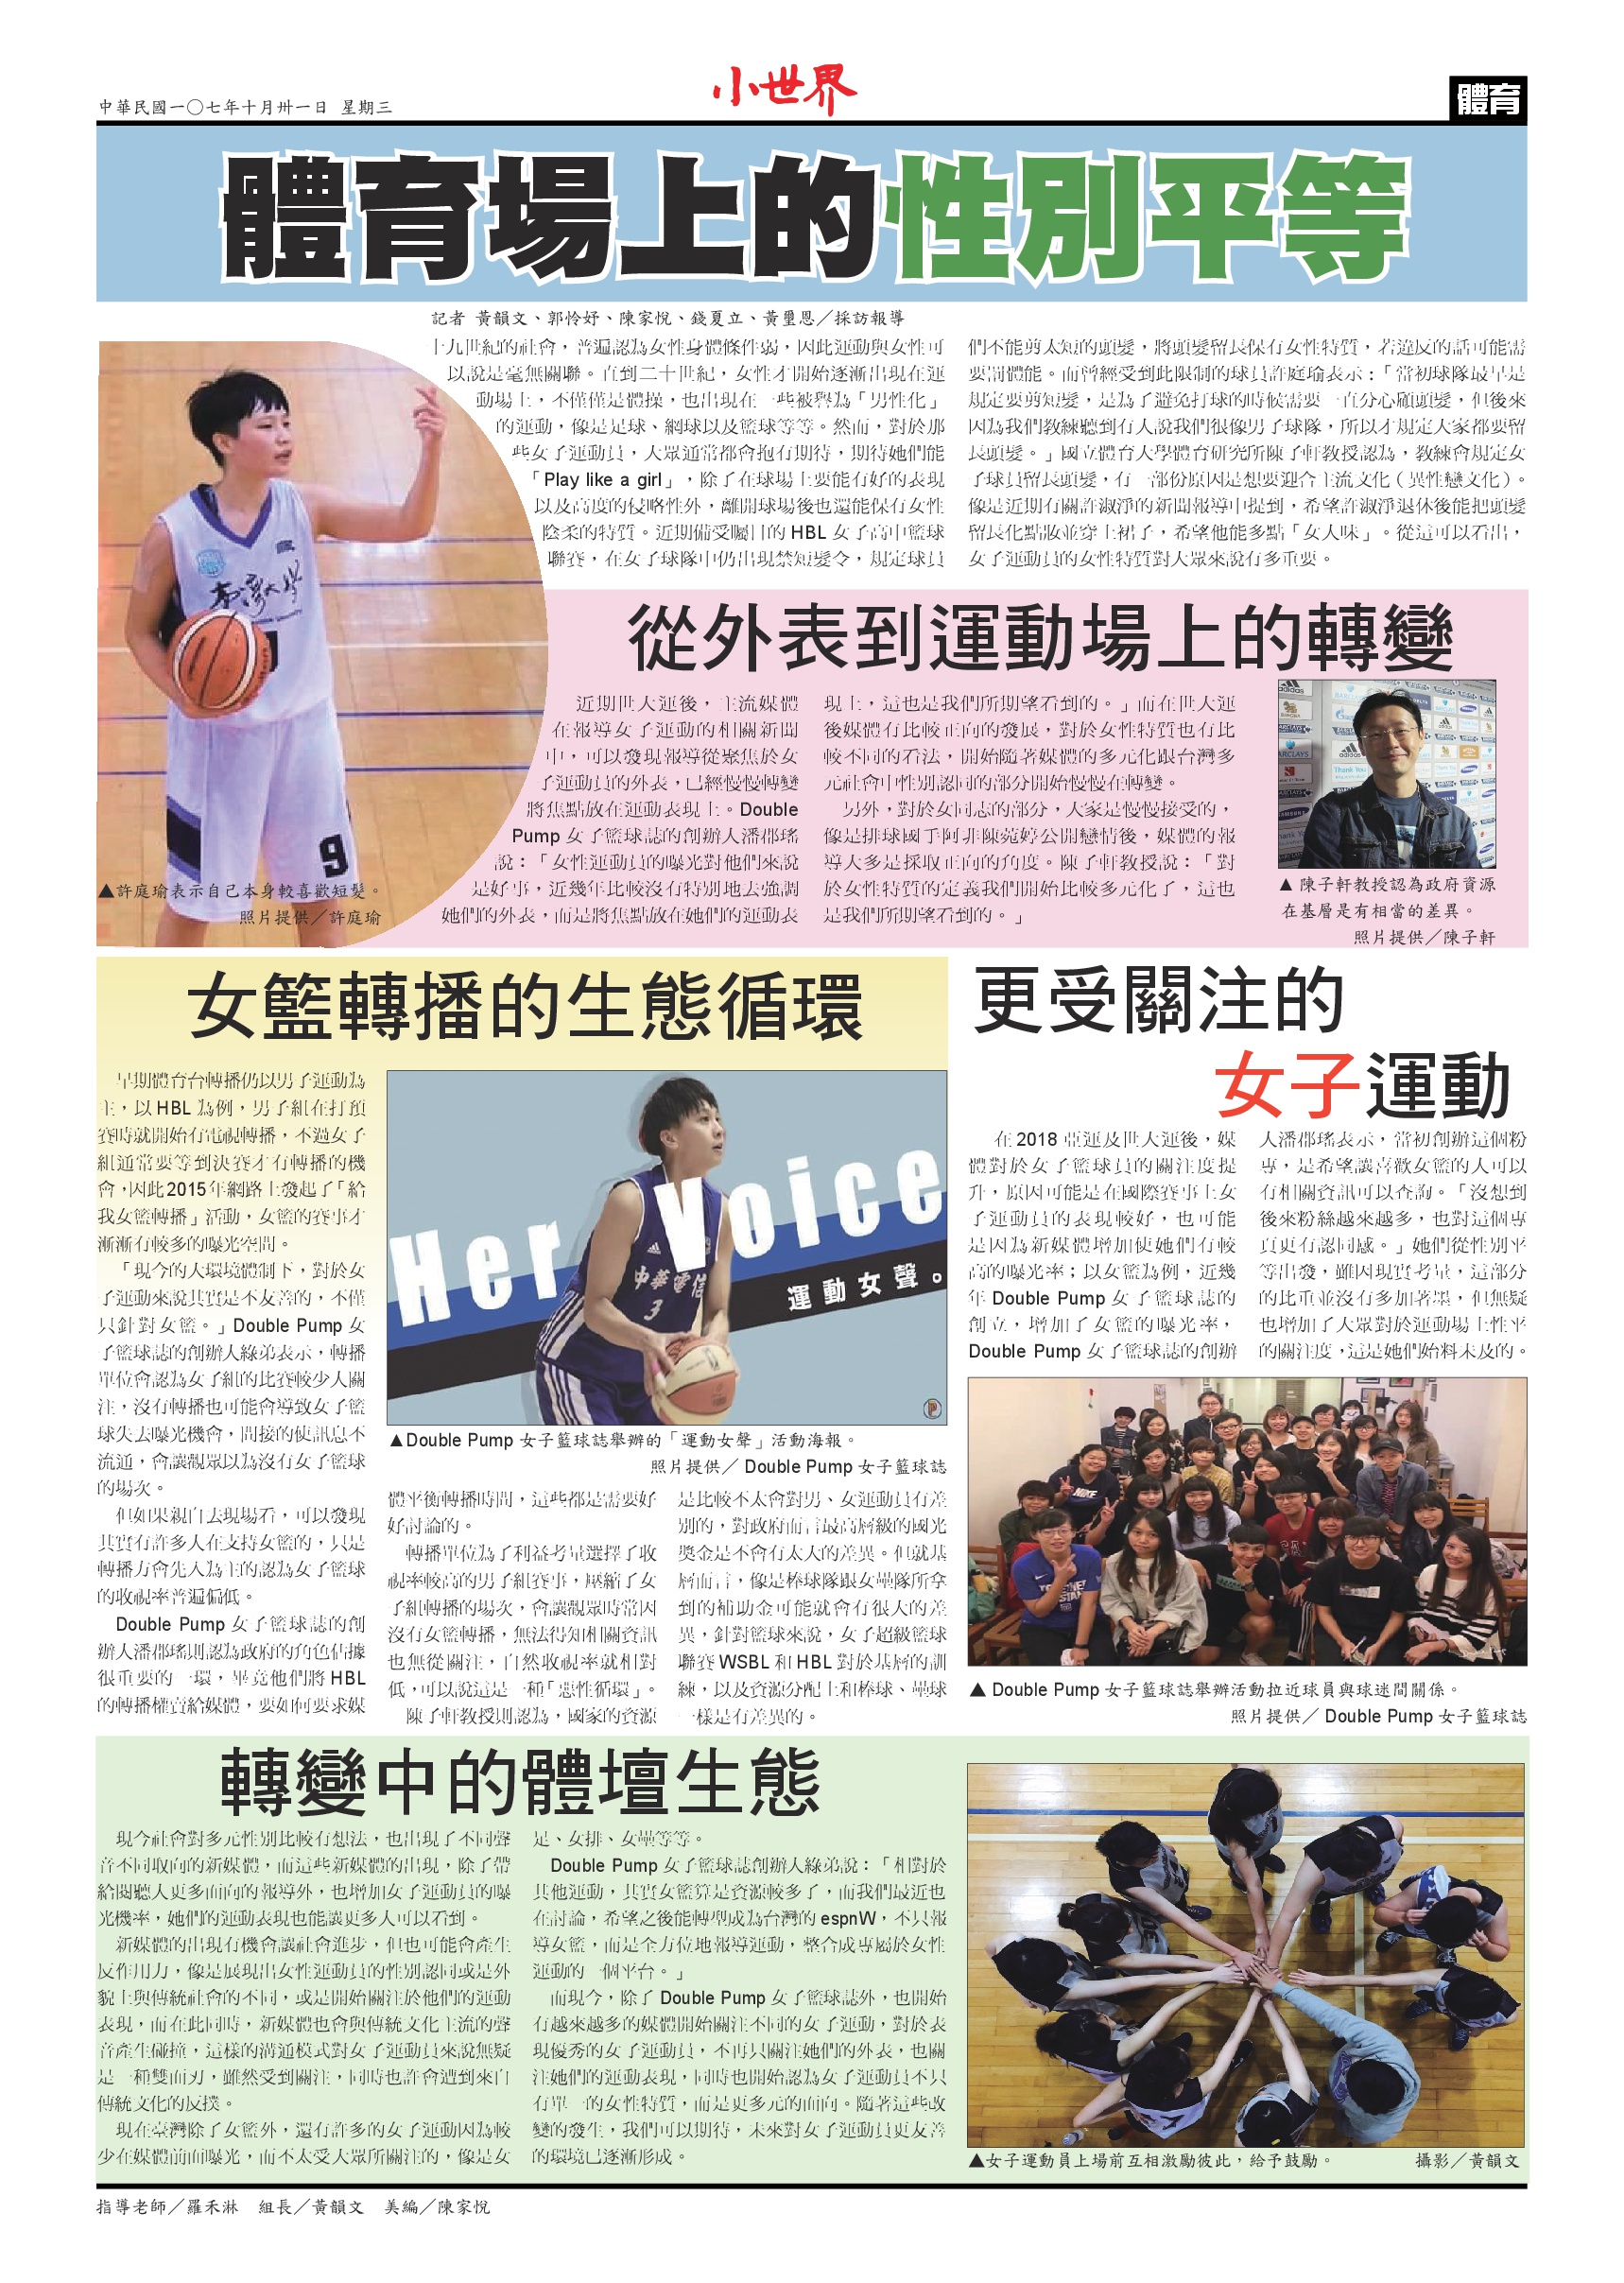 中華民國一〇七年十月卅一日 星期三
小世界
體育
體育場上的性別平等
記者 黃韻文、郭怜妤、陳家悅、錢夏立、黃璽恩／採訪報導
十九世紀的社會，普遍認為女性身體條件弱，因此運動與女性可
以說是毫無關聯。直到二十世紀，女性才開始逐漸出現在運
動場上，不僅僅是體操，也出現在一些被譽為「男性化」
的運動，像是足球、網球以及籃球等等。然而，對於那
些女子運動員，大眾通常都會抱有期待，期待她們能
「Play like a girl」，除了在球場上要能有好的表現
以及高度的侵略性外，離開球場後也還能保有女性
陰柔的特質。近期備受矚目的 HBL 女子高中籃球
聯賽，在女子球隊中仍出現禁短髮令，規定球員
們不能剪太短的頭髮，將頭髮留長保有女性特質，若違反的話可能需
要罰體能。而曾經受到此限制的球員許庭瑜表示：「當初球隊最早是
規定要剪短髮，是為了避免打球的時候需要一直分心顧頭髮，但後來
因為我們教練聽到有人說我們很像男子球隊，所以才規定大家都要留
長頭髮。」國立體育大學體育研究所陳子軒教授認為，教練會規定女
子球員留長頭髮，有一部份原因是想要迎合主流文化（異性戀文化）。
像是近期有關許淑淨的新聞報導中提到，希望許淑淨退休後能把頭髮
留長化點妝並穿上裙子，希望他能多點「女人味」。從這可以看出，
女子運動員的女性特質對大眾來說有多重要。
▲許庭瑜表示自己本身較喜歡短髮。
照片提供／許庭瑜
從外表到運動場上的轉變
近期世大運後，主流媒體
在報導女子運動的相關新聞
中，可以發現報導從聚焦於女
子運動員的外表，已經慢慢轉變
將焦點放在運動表現上。Double
Pump 女子籃球誌的創辦人潘郡瑤
說：「女性運動員的曝光對他們來說
是好事，近幾年比較沒有特別地去強調
她們的外表，而是將焦點放在她們的運動表
現上，這也是我們所期望看到的。」而在世大運
後媒體有比較正向的發展，對於女性特質也有比
較不同的看法，開始隨著媒體的多元化跟台灣多
元社會中性別認同的部分開始慢慢在轉變。
另外，對於女同志的部分，大家是慢慢接受的，
像是排球國手阿非陳菀婷公開戀情後，媒體的報
導大多是採取正向的角度。陳子軒教授說：「對
於女性特質的定義我們開始比較多元化了，這也
是我們所期望看到的。」
▲ 陳子軒教授認為政府資源
在基層是有相當的差異。
照片提供／陳子軒
女籃轉播的生態循環
早期體育台轉播仍以男子運動為
主，以 HBL 為例，男子組在打預
賽時就開始有電視轉播，不過女子
組通常要等到決賽才有轉播的機
會，因此2015年網路上發起了「給
我女籃轉播」活動，女籃的賽事才
漸漸有較多的曝光空間。
「現今的大環境體制下，對於女
子運動來說其實是不友善的，不僅
只針對女籃。」Double Pump 女
子籃球誌的創辦人綠弟表示，轉播
單位會認為女子組的比賽較少人關
注，沒有轉播也可能會導致女子籃
球失去曝光機會，間接的使訊息不
流通，會讓觀眾以為沒有女子籃球
的場次。
但如果親自去現場看，可以發現
其實有許多人在支持女籃的，只是
轉播方會先入為主的認為女子籃球
的收視率普遍偏低。
Double Pump 女子籃球誌的創
辦人潘郡瑤則認為政府的角色佔據
很重要的一環，畢竟他們將 HBL
的轉播權賣給媒體，要如何要求媒
Her Voice
運動女聲。
中華電信
3
▲Double Pump 女子籃球誌舉辦的「運動女聲」活動海報。
照片提供／ Double Pump 女子籃球誌
體平衡轉播時間，這些都是需要好
好討論的。
轉播單位為了利益考量選擇了收
視率較高的男子組賽事，壓縮了女
子組轉播的場次，會讓觀眾時常因
沒有女籃轉播，無法得知相關資訊
也無從關注，自然收視率就相對
低，可以說這是一種「惡性循環」。
陳子軒教授則認為，國家的資源
是比較不太會對男、女運動員有差
別的，對政府而言最高層級的國光
獎金是不會有太大的差異。但就基
層而言，像是棒球隊跟女壘隊所拿
到的補助金可能就會有很大的差
異，針對籃球來說，女子超級籃球
聯賽 WSBL 和 HBL 對於基層的訓
練，以及資源分配上和棒球、壘球
一樣是有差異的。
更受關注的
女子運動
在 2018 亞運及世大運後，媒
體對於女子籃球員的關注度提
升，原因可能是在國際賽事上女
子運動員的表現較好，也可能
是因為新媒體增加使她們有較
高的曝光率；以女籃為例，近幾
年 Double Pump 女子籃球誌的
創立，增加了女籃的曝光率，
Double Pump 女子籃球誌的創辦
人潘郡瑤表示，當初創辦這個粉
專，是希望讓喜歡女籃的人可以
有相關資訊可以查詢。「沒想到
後來粉絲越來越多，也對這個專
頁更有認同感。」她們從性別平
等出發，雖因現實考量，這部分
的比重並沒有多加著墨，但無疑
也增加了大眾對於運動場上性平
的關注度，這是她們始料未及的。
▲ Double Pump 女子籃球誌舉辦活動拉近球員與球迷間關係。
照片提供／ Double Pump 女子籃球誌
轉變中的體壇生態
現今社會對多元性別比較有想法，也出現了不同聲
音不同取向的新媒體，而這些新媒體的出現，除了帶
給閱聽人更多面向的報導外，也增加女子運動員的曝
光機率，她們的運動表現也能讓更多人可以看到。
新媒體的出現有機會讓社會進步，但也可能會產生
反作用力，像是展現出女性運動員的性別認同或是外
貌上與傳統社會的不同，或是開始關注於他們的運動
表現，而在此同時，新媒體也會與傳統文化主流的聲
音產生碰撞，這樣的溝通模式對女子運動員來說無疑
是一種雙面刃，雖然受到關注，同時也許會遭到來自
傳統文化的反撲。
現在臺灣除了女籃外，還有許多的女子運動因為較
少在媒體前面曝光，而不太受大眾所關注的，像是女
足、女排、女壘等等。
Double Pump 女子籃球誌創辦人綠弟說：「相對於
其他運動，其實女籃算是資源較多了，而我們最近也
在討論，希望之後能轉型成為台灣的 espnW，不只報
導女籃，而是全方位地報導運動，整合成專屬於女性
運動的一個平台。」
而現今，除了 Double Pump 女子籃球誌外，也開始
有越來越多的媒體開始關注不同的女子運動，對於表
現優秀的女子運動員，不再只關注她們的外表，也關
注她們的運動表現，同時也開始認為女子運動員不只
有單一的女性特質，而是更多元的面向。隨著這些改
變的發生，我們可以期待，未來對女子運動員更友善
的環境已逐漸形成。
▲女子運動員上場前互相激勵彼此，給予鼓勵。 攝影／黃韻文
指導老師／羅禾淋 組長／黃韻文 美編／陳家悅